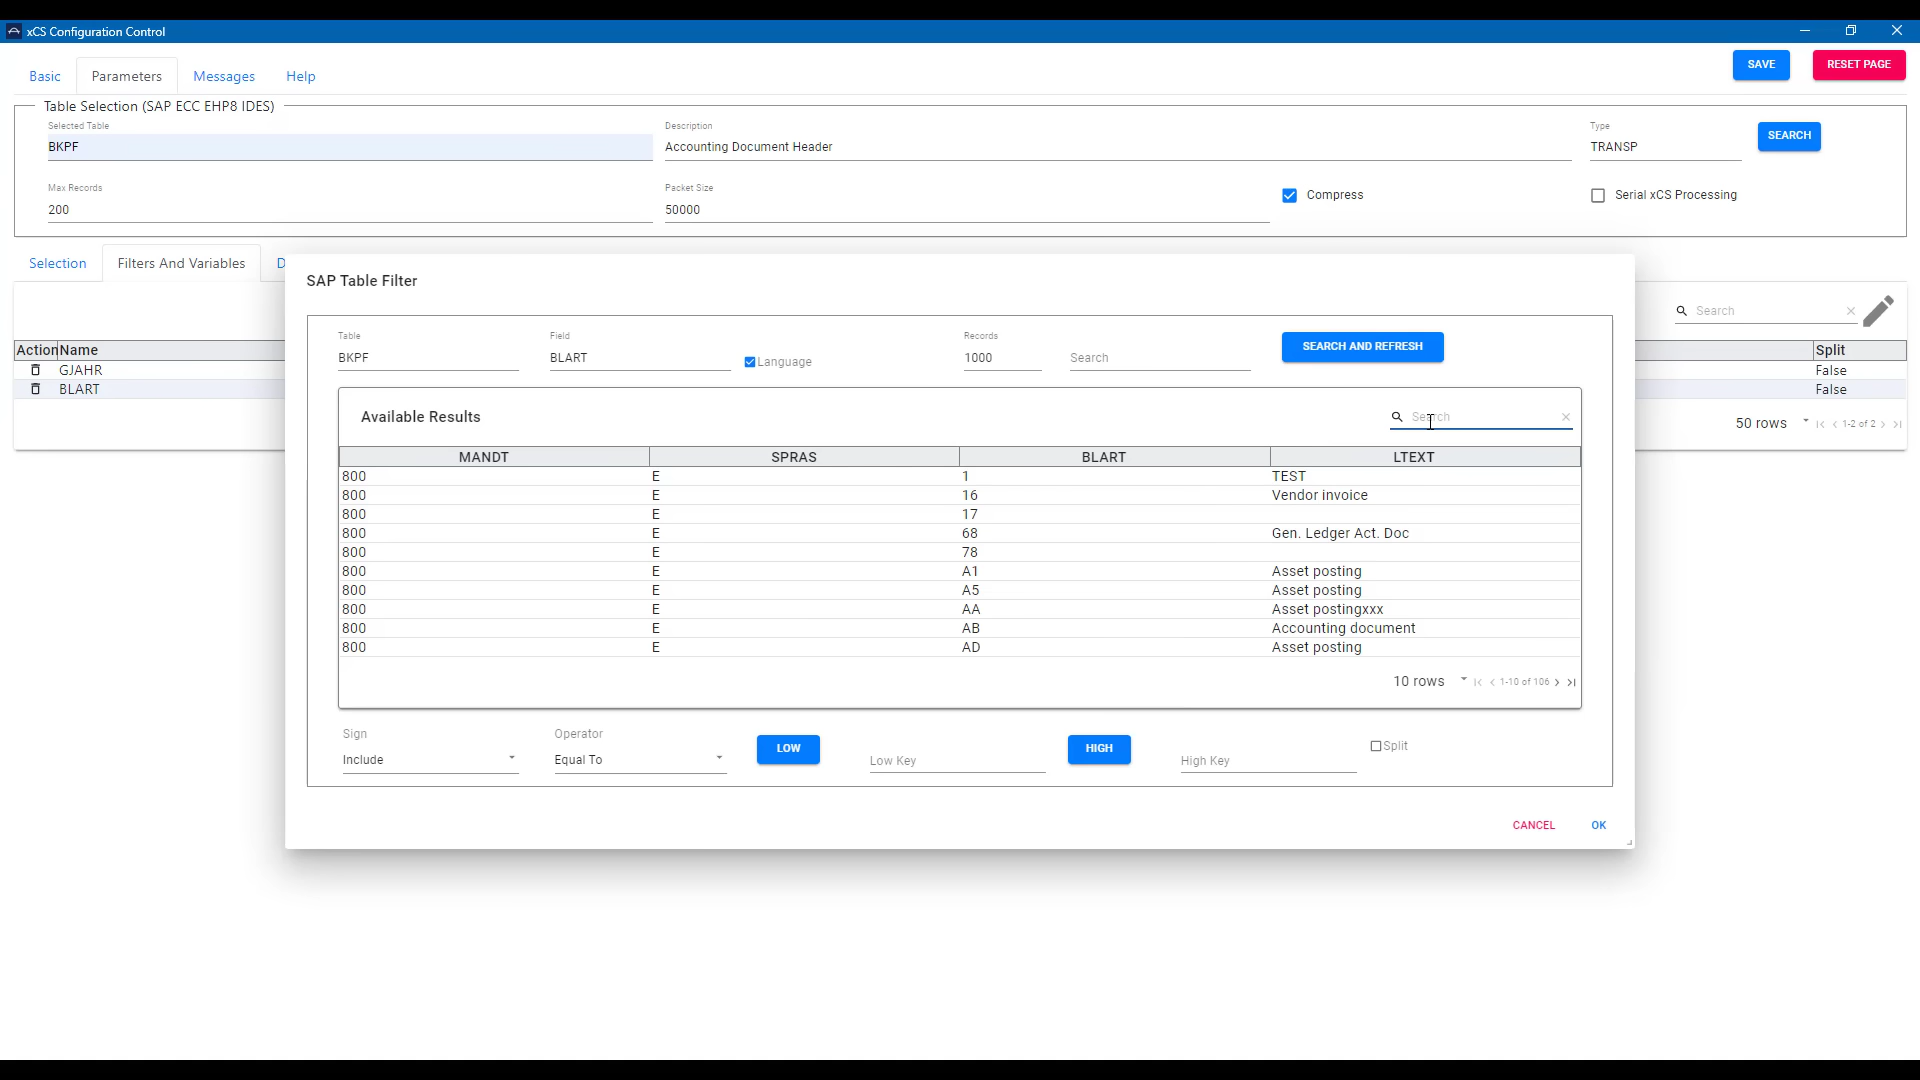 xCS Configuration Control
Basic Parameters Messages Help SAVE RESET PAGE
Table Selection (SAP ECC EHP8 IDES)
Selected Table Description Type
BKPF Accounting Document Header TRANSP SEARCH
Max Records Packet Size
200 50000 Compress Serial xCS Processing
Selection Filters And Variables D
SAP Table Filter
Search
Table Field Records
BKPF BLART Language 1000 Search SEARCH AND REFRESH
Action Name Split
GJAHR False
BLART False
50 rows 1-2 of 2
Available Results Search
MANDT SPRAS BLART LTEXT
800 E 1 TEST
800 E 16 Vendor invoice
800 E 17
800 E 68 Gen. Ledger Act. Doc
800 E 78
800 E A1 Asset posting
800 E A5 Asset posting
800 E AA Asset postingxxx
800 E AB Accounting document
800 E AD Asset posting
10 rows 1-10 of 106
Sign Operator
Include Equal To LOW Low Key HIGH High Key Split
CANCEL OK